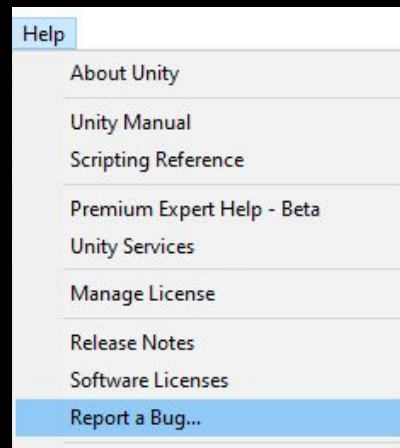 Help
About Unity
Unity Manual
Scripting Reference
Premium Expert Help - Beta
Unity Services
Manage License
Release Notes
Software Licenses
Report a Bug...